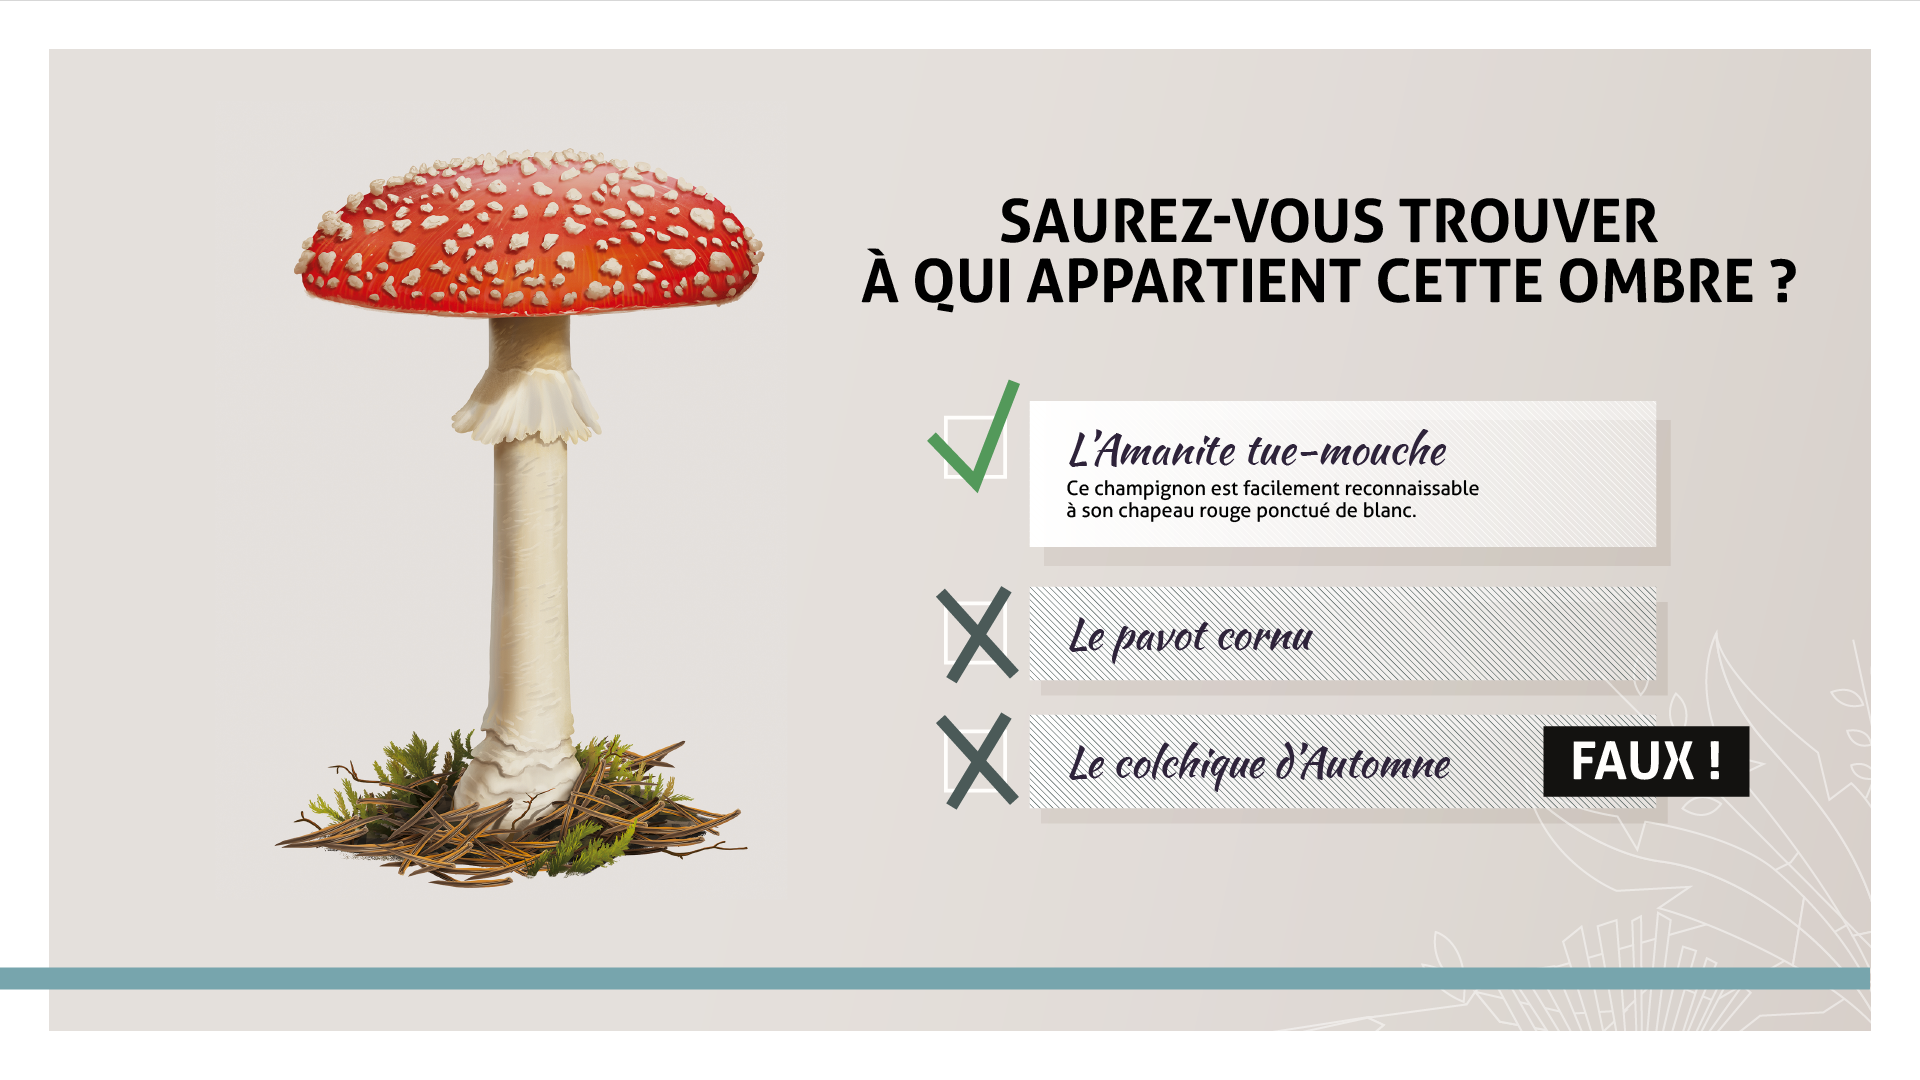 SAUREZ-VOUS TROUVER
À QUI APPARTIENT CETTE OMBRE ?
L'Amanite tue-mouche
Ce champignon est facilement reconnaissable
à son chapeau rouge ponctué de blanc.
Le pavot cornu
Le colchique d'Automne
FAUX !